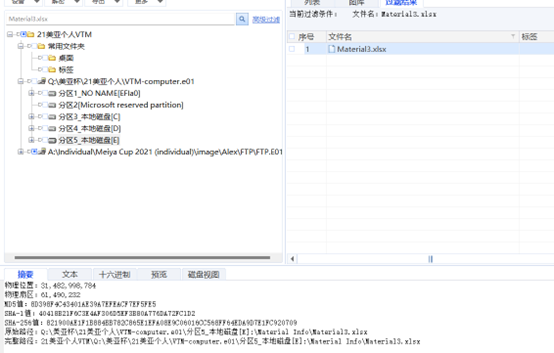 设置 解密 导出 更多
列表 图库 过滤结果
Material3.xlsx 高级过滤
当前过滤条件： 文件名：Material3.xlsx
21美亚个人VTM
序号 文件名 标签
常用文件夹
1 Material3.xlsx
桌面
标签
Q:\美亚杯\21美亚个人\VTM-computer.e01
分区1_NO NAME[EFIa0]
分区2[Microsoft reserved partition]
分区3_本地磁盘[C]
分区4_本地磁盘[D]
分区5_本地磁盘[E]
A:\Individual\Meiya Cup 2021 (individual)\image\Alex\FTP\FTP.E01
摘要 文本 十六进制 预览 磁盘视图
物理位置：31,482,998,784
物理扇区：61,490,232
MD5值：8D398F4C43401AE39A7EFEACF7EF5FE5
SHA-1值：40418B21F6C3E4AF306D5EF3B80A776DA72FC1D2
SHA-256值：821900AE1F1B884EB782C865E1EFA08E9C06016CC568FF64EDA9D7E1FC920709
原始路径：Q:\美亚杯\21美亚个人\VTM-computer.e01\分区5_本地磁盘[E]:\Material Info\Material3.xlsx
完整路径：21美亚个人VTM\Q:\美亚杯\21美亚个人\VTM-computer.e01\分区5_本地磁盘[E]:\Material Info\Material3.xlsx